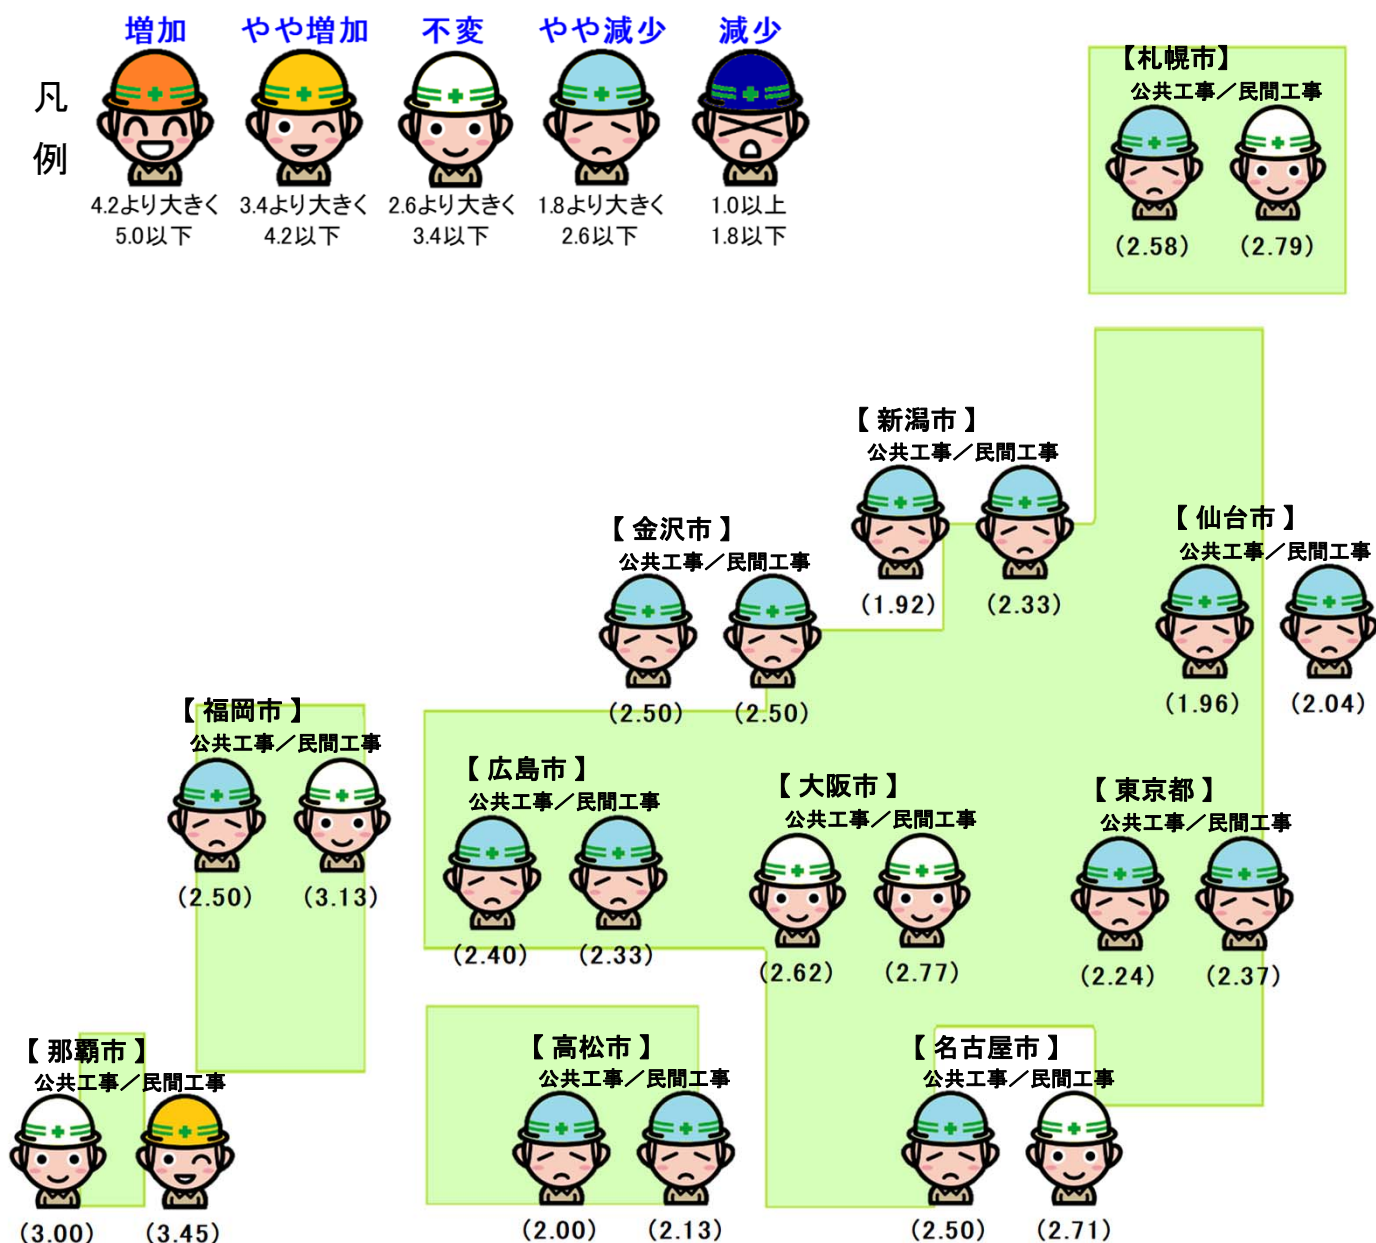 凡例
増加 やや増加 不変 やや減少 減少
4.2より大きく 3.4より大きく 2.6より大きく 1.8より大きく 1.0以上
5.0以下 4.2以下 3.4以下 2.6以下 1.8以下
【札幌市】
公共工事／民間工事
(2.58) (2.79)
【 新潟市 】
公共工事／民間工事
(1.92) (2.33)
【 仙台市 】
公共工事／民間工事
(1.96) (2.04)
【 金沢市 】
公共工事／民間工事
(2.50) (2.50)
【 福岡市 】
公共工事／民間工事
(2.50) (3.13)
【 広島市 】
公共工事／民間工事
(2.40) (2.33)
【 大阪市 】
公共工事／民間工事
(2.62) (2.77)
【 東京都 】
公共工事／民間工事
(2.24) (2.37)
【 那覇市 】
公共工事／民間工事
(3.00) (3.45)
【 高松市 】
公共工事／民間工事
(2.00) (2.13)
【 名古屋市 】
公共工事／民間工事
(2.50) (2.71)